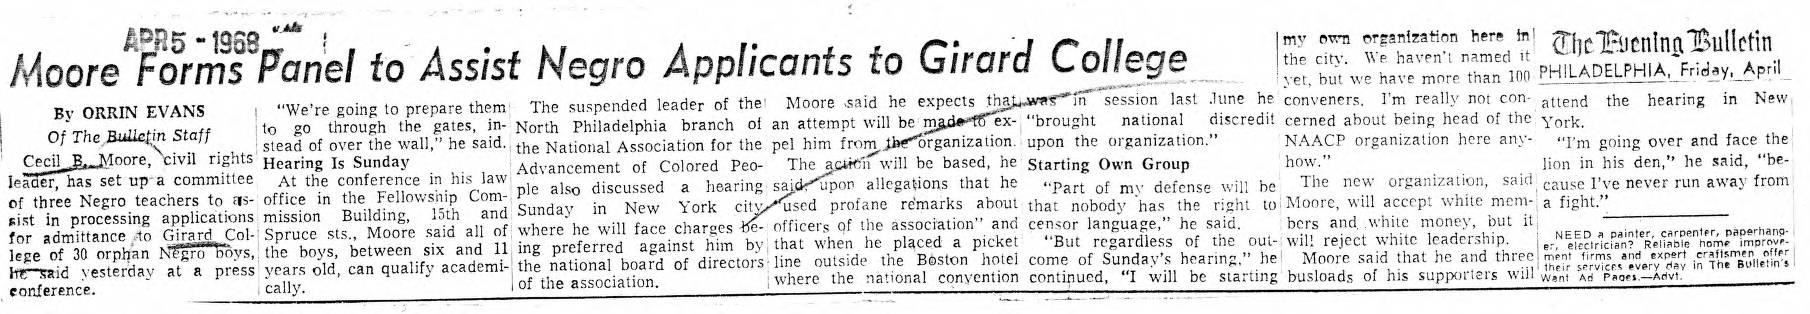 APR 5 - 1968
Moore Forms Panel to Assist Negro Applicants to Girard College
By ORRIN EVANS
Of The Bulletin Staff
Cecil B. Moore, civil rights
leader, has set up a committee
of three Negro teachers to as-
sist in processing applications
for admittance to Girard Col-
lege of 30 orphan Negro boys,
he said yesterday at a press
conference.
"We're going to prepare them
to go through the gates, in-
stead of over the wall," he said.
Hearing Is Sunday
At the conference in his law
office in the Fellowship Com-
mission Building, 15th and
Spruce sts., Moore said all of
the boys, between six and 11
years old, can qualify academi-
cally.
The suspended leader of the
North Philadelphia branch of
the National Association for the
Advancement of Colored Peo-
ple also discussed a hearing
Sunday in New York city
where he will face charges be-
ing preferred against him by
the national board of directors
of the association.
Moore said he expects that
an attempt will be made to ex-
pel him from the organization.
The action will be based, he
said, upon allegations that he
"used profane remarks about
officers of the association" and
that when he placed a picket
line outside the Boston hotel
where the national convention
was in session last June he
"brought national discredit
upon the organization."
Starting Own Group
"Part of my defense will be
that nobody has the right to
censor language," he said.
"But regardless of the out-
come of Sunday's hearing," he
continued, "I will be starting
my own organization here in
the city. We haven't named it
yet, but we have more than 100
conveners. I'm really not con-
cerned about being head of the
NAACP organization here any-
how."
The new organization, said
Moore, will accept white mem-
bers and white money, but it
will reject white leadership.
Moore said that he and three
busloads of his supporters will
The Evening Bulletin
PHILADELPHIA, Friday, April
attend the hearing in New
York.
"I'm going over and face the
lion in his den," he said, "be-
cause I've never run away from
a fight."
NEED a painter, carpenter, paperhang-
er, electrician? Reliable home improve-
ment firms and expert craftsmen offer
their services every day in The Bulletin's
Want Ad Pages.—Advt.